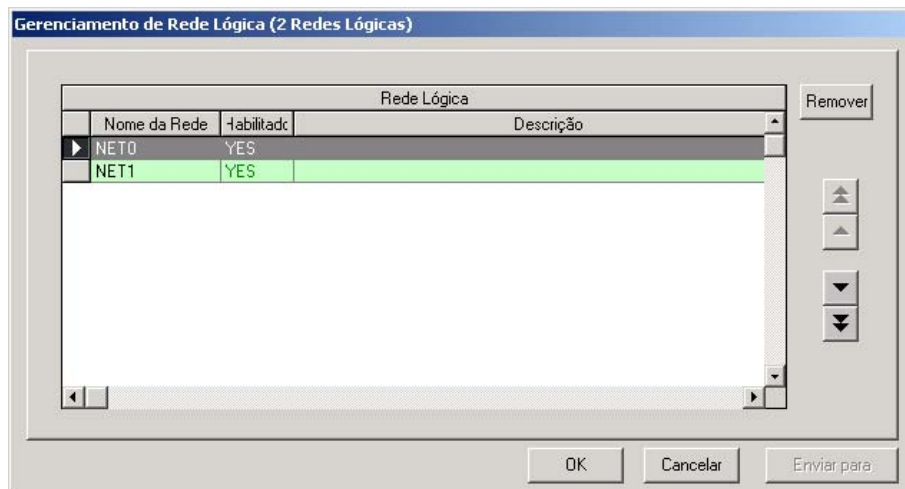 Gerenciamento de Rede Lógica (2 Redes Lógicas)
Rede Lógica
Remover
Nome da Rede Habilitado Descrição
NET0 YES
NET1 YES
OK Cancelar Enviar para